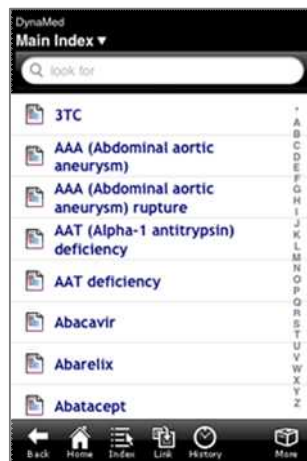 DynaMed
Main Index ▼
look for
3TC
AAA (Abdominal aortic
aneurysm)
AAA (Abdominal aortic
aneurysm) rupture
AAT (Alpha-1 antitrypsin)
deficiency
AAT deficiency
Abacavir
Abarelix
Abatacept
*
A
B
C
D
E
F
G
H
I
J
K
L
M
N
O
P
Q
R
S
T
U
V
W
X
Y
Z
Back Home Index Link History More